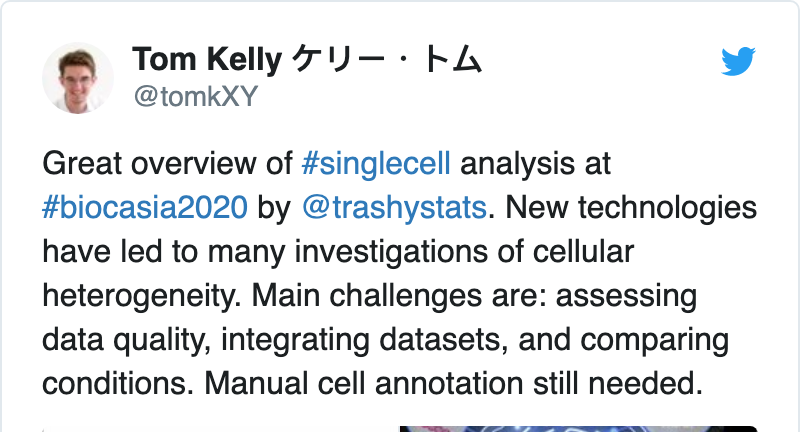 Tom Kelly ケリー・トム
@tomkXY
Great overview of #singlecell analysis at
#biocasia2020 by @trashystats. New technologies
have led to many investigations of cellular
heterogeneity. Main challenges are: assessing
data quality, integrating datasets, and comparing
conditions. Manual cell annotation still needed.